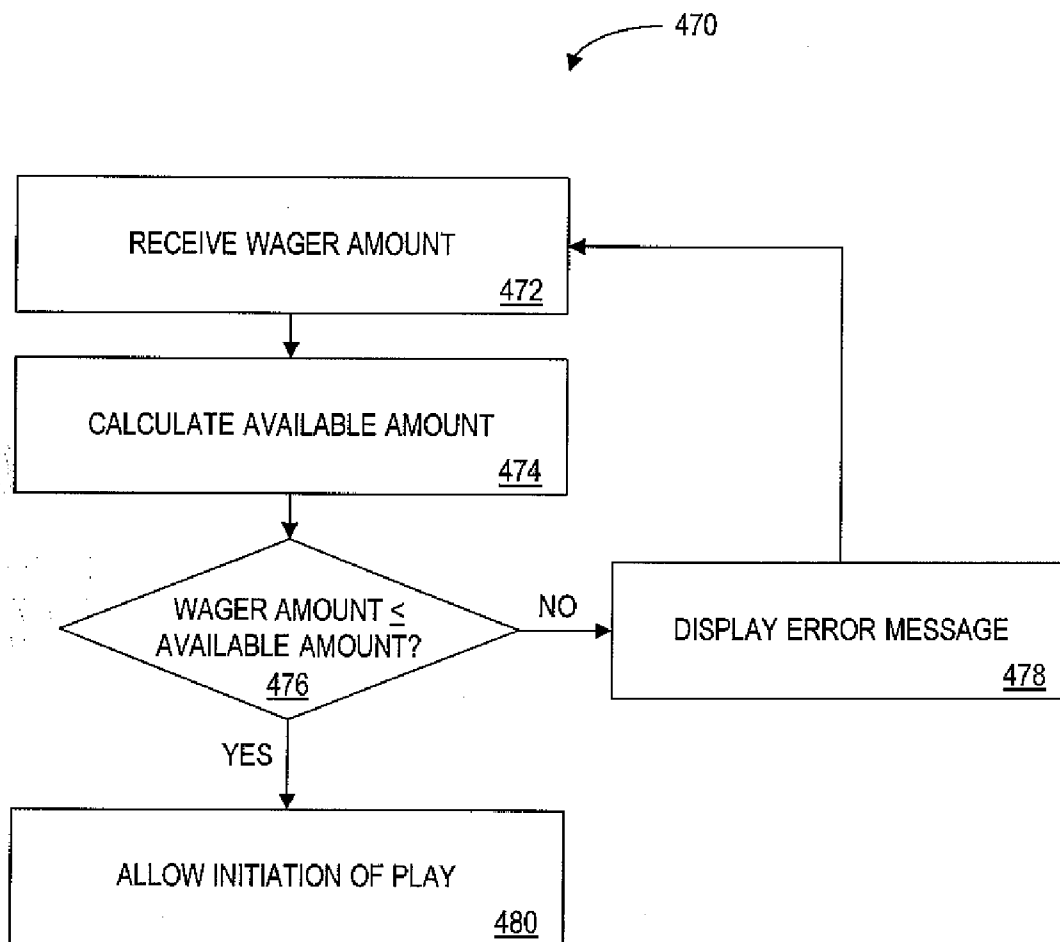 470
RECEIVE WAGER AMOUNT
472
CALCULATE AVAILABLE AMOUNT
474
WAGER AMOUNT ≤
AVAILABLE AMOUNT?
476
NO
DISPLAY ERROR MESSAGE
478
YES
ALLOW INITIATION OF PLAY
480